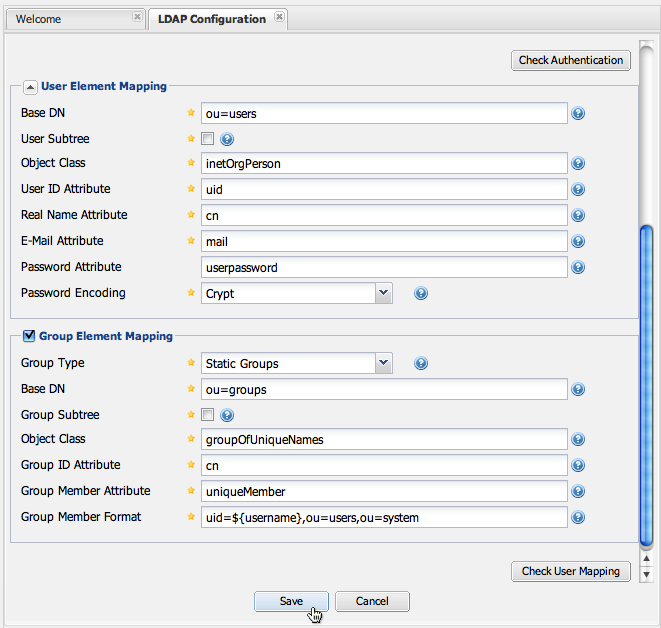 Welcome
LDAP Configuration
Check Authentication
User Element Mapping
Base DN ou=users
User Subtree
Object Class inetOrgPerson
User ID Attribute uid
Real Name Attribute cn
E-Mail Attribute mail
Password Attribute userpassword
Password Encoding Crypt
Group Element Mapping
Group Type Static Groups
Base DN ou=groups
Group Subtree
Object Class groupOfUniqueNames
Group ID Attribute cn
Group Member Attribute uniqueMember
Group Member Format uid=${username},ou=users,ou=system
Check User Mapping
Save Cancel